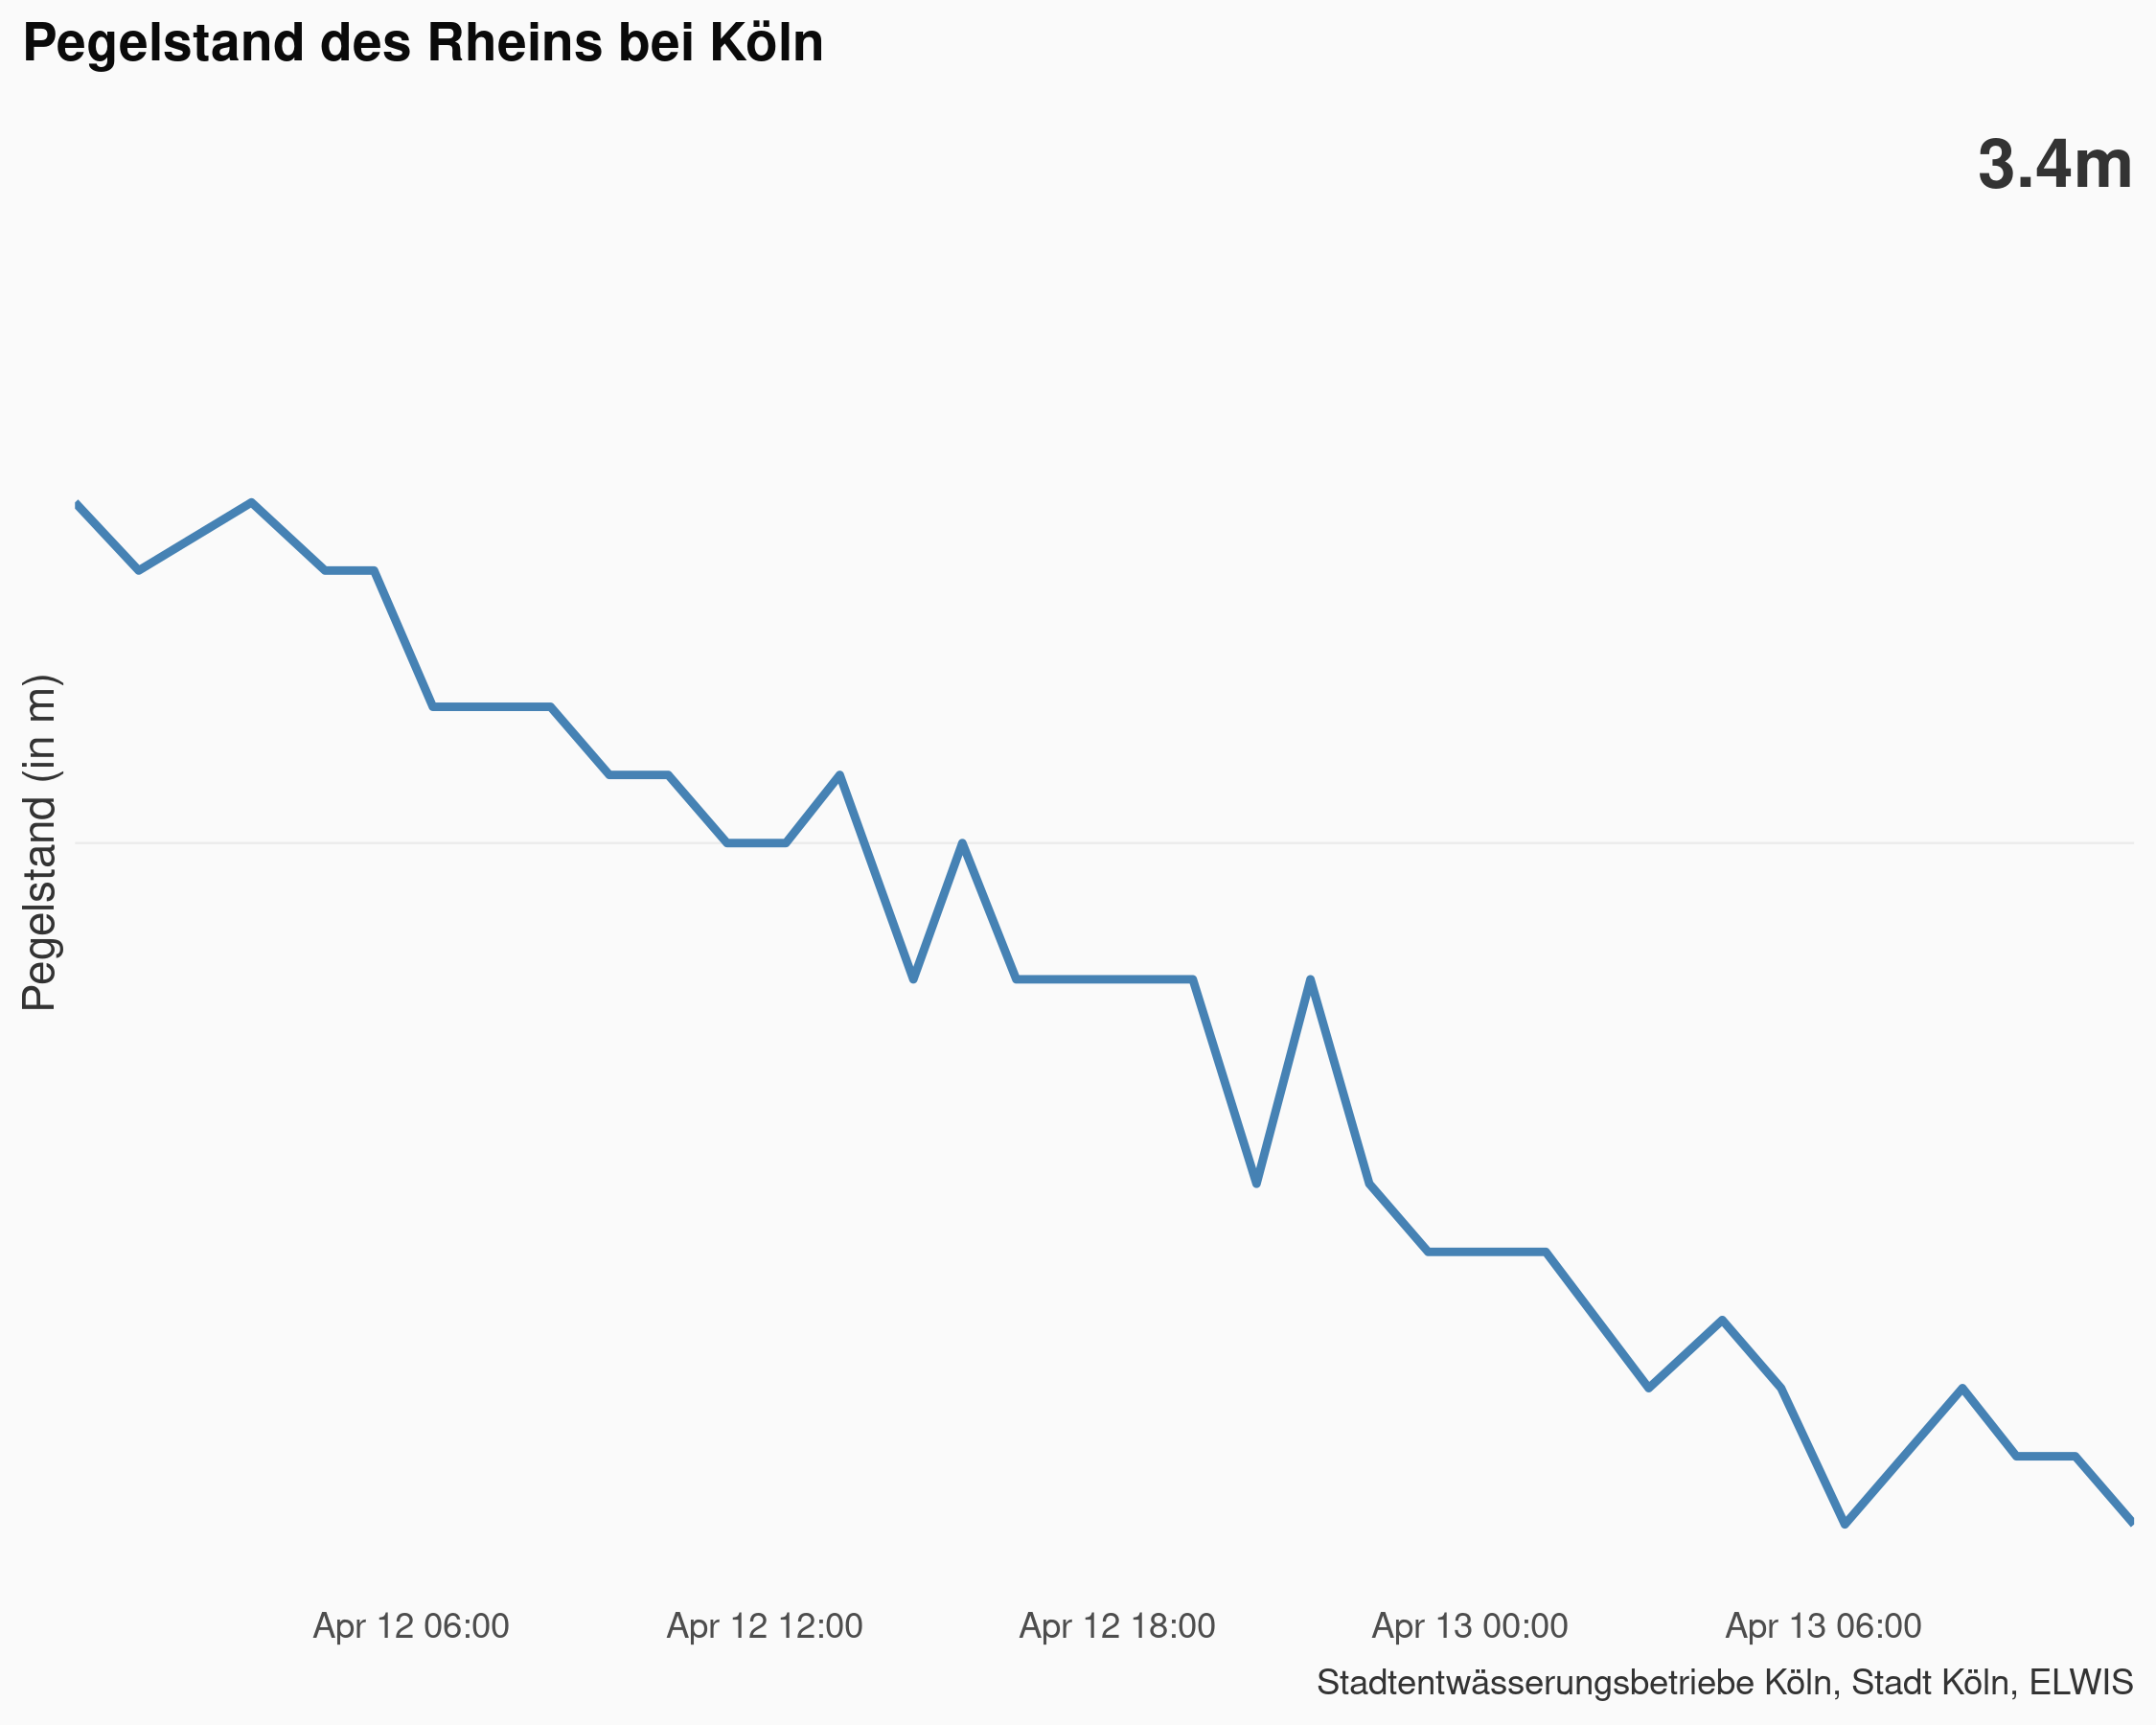 Pegelstand des Rheins bei Köln
3.4m
Pegelstand (in m)
Apr 12 06:00
Apr 12 12:00
Apr 12 18:00
Apr 13 00:00
Apr 13 06:00
Stadtentwässerungsbetriebe Köln, Stadt Köln, ELWIS